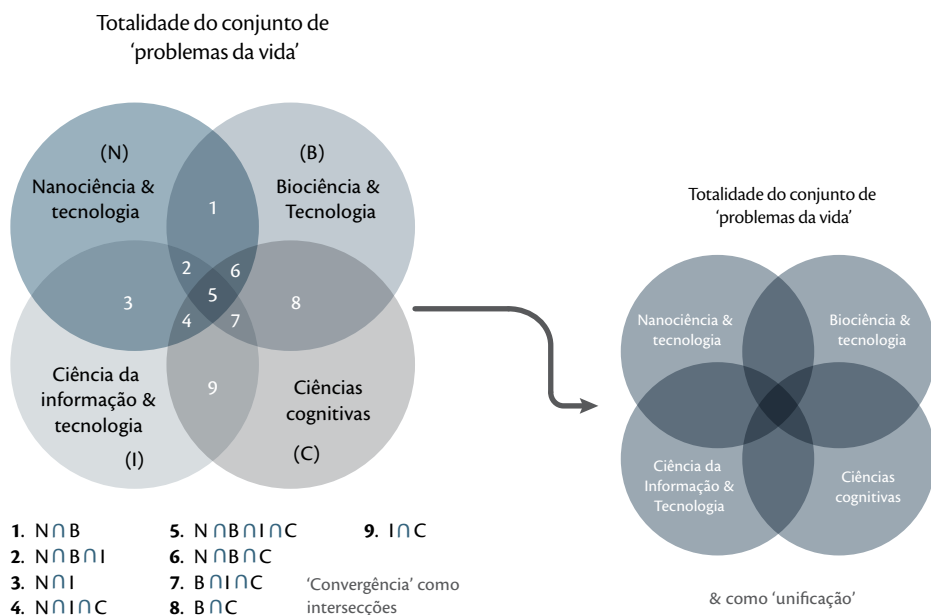 Totalidade do conjunto de
‘problemas da vida’
(N)
Nanociência &
tecnologia
(B)
Biociência &
Tecnologia
1
2
6
3
5
8
4
7
9
Ciência da
informação &
tecnologia
(I)
Ciências
cognitivas
(C)
1. N∩B
2. N∩B∩I
3. N∩I
4. N∩I∩C
5. N∩B∩I∩C
6. N∩B∩C
7. B∩I∩C
8. B∩C
9. I∩C
‘Convergência’ como
intersecções
Totalidade do conjunto de
‘problemas da vida’
Nanociência &
tecnologia
Biociência &
tecnologia
Ciência da
Informação &
Tecnologia
Ciências
cognitivas
& como ‘unificação’